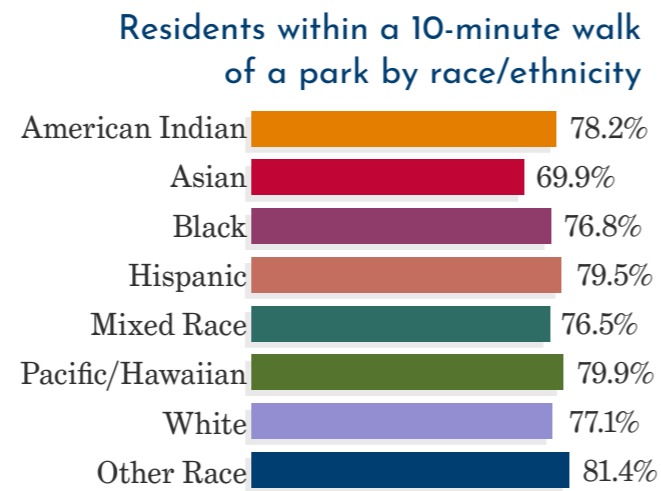 Residents within a 10-minute walk
of a park by race/ethnicity
American Indian 78.2%
Asian 69.9%
Black 76.8%
Hispanic 79.5%
Mixed Race 76.5%
Pacific/Hawaiian 79.9%
White 77.1%
Other Race 81.4%